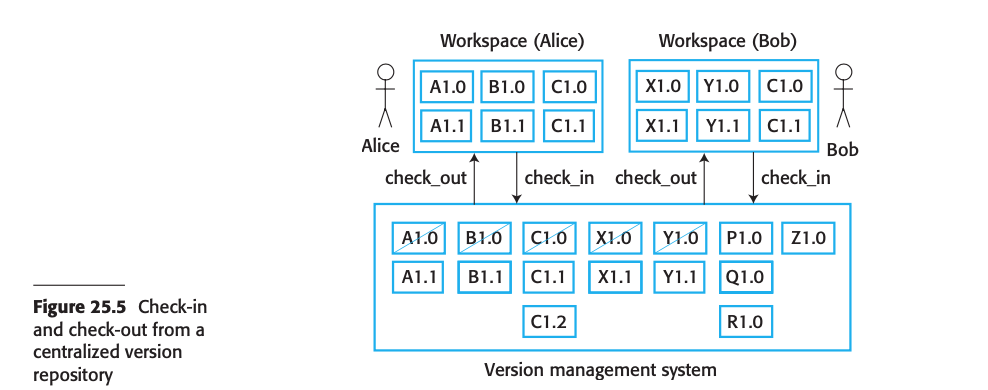 Workspace (Alice) Workspace (Bob)
A1.0 B1.0 C1.0 X1.0 Y1.0 C1.0
A1.1 B1.1 C1.1 X1.1 Y1.1 C1.1
Alice Bob
check_out check_in check_out check_in
A1.0 B1.0 C1.0 X1.0 Y1.0 P1.0 Z1.0
A1.1 B1.1 C1.1 X1.1 Y1.1 Q1.0
C1.2 R1.0
Version management system
Figure 25.5 Check-in
and check-out from a
centralized version
repository